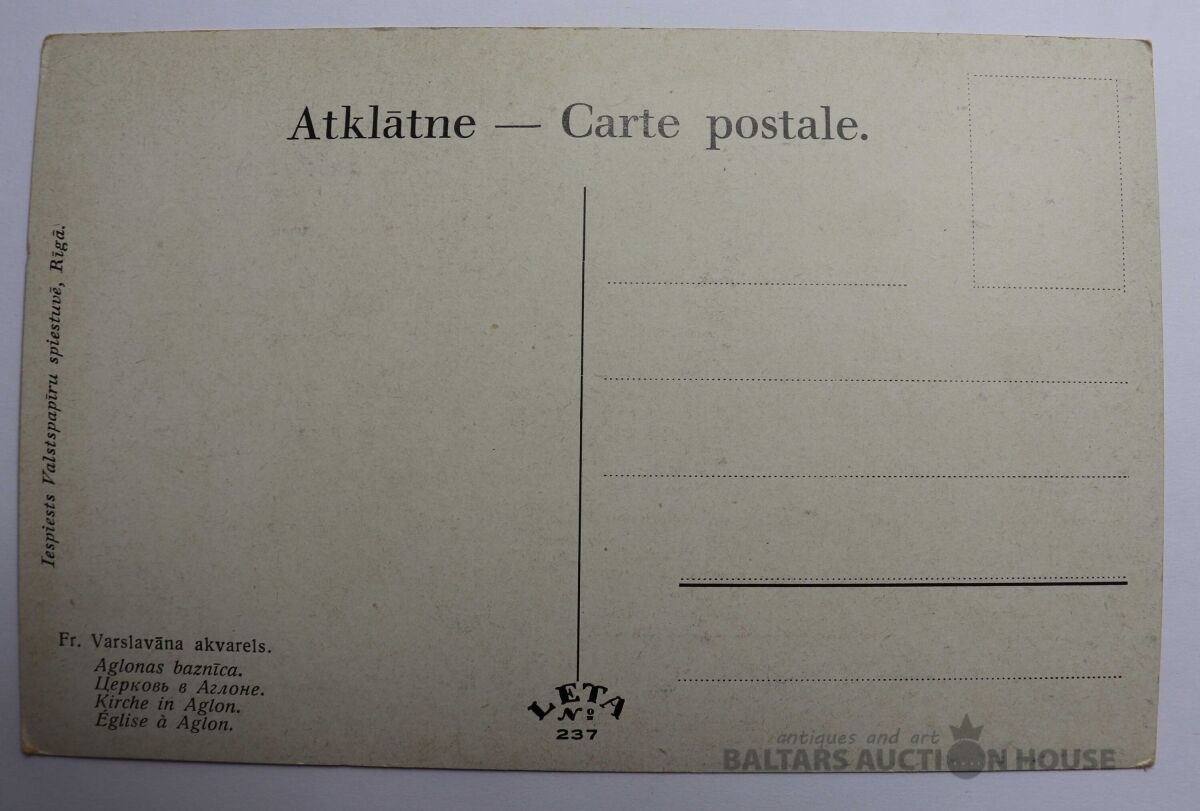 Atklātne — Carte postale.
Iespiests Valstspapīru spiestuvē, Rīgā.
Fr. Varslavāna akvarels.
Aglonas baznīca.
Церковь в Аглоне.
Kirche in Aglon.
Église à Aglon.
LETA
№
237
antiques and art
BALTARS AUCTION HOUSE